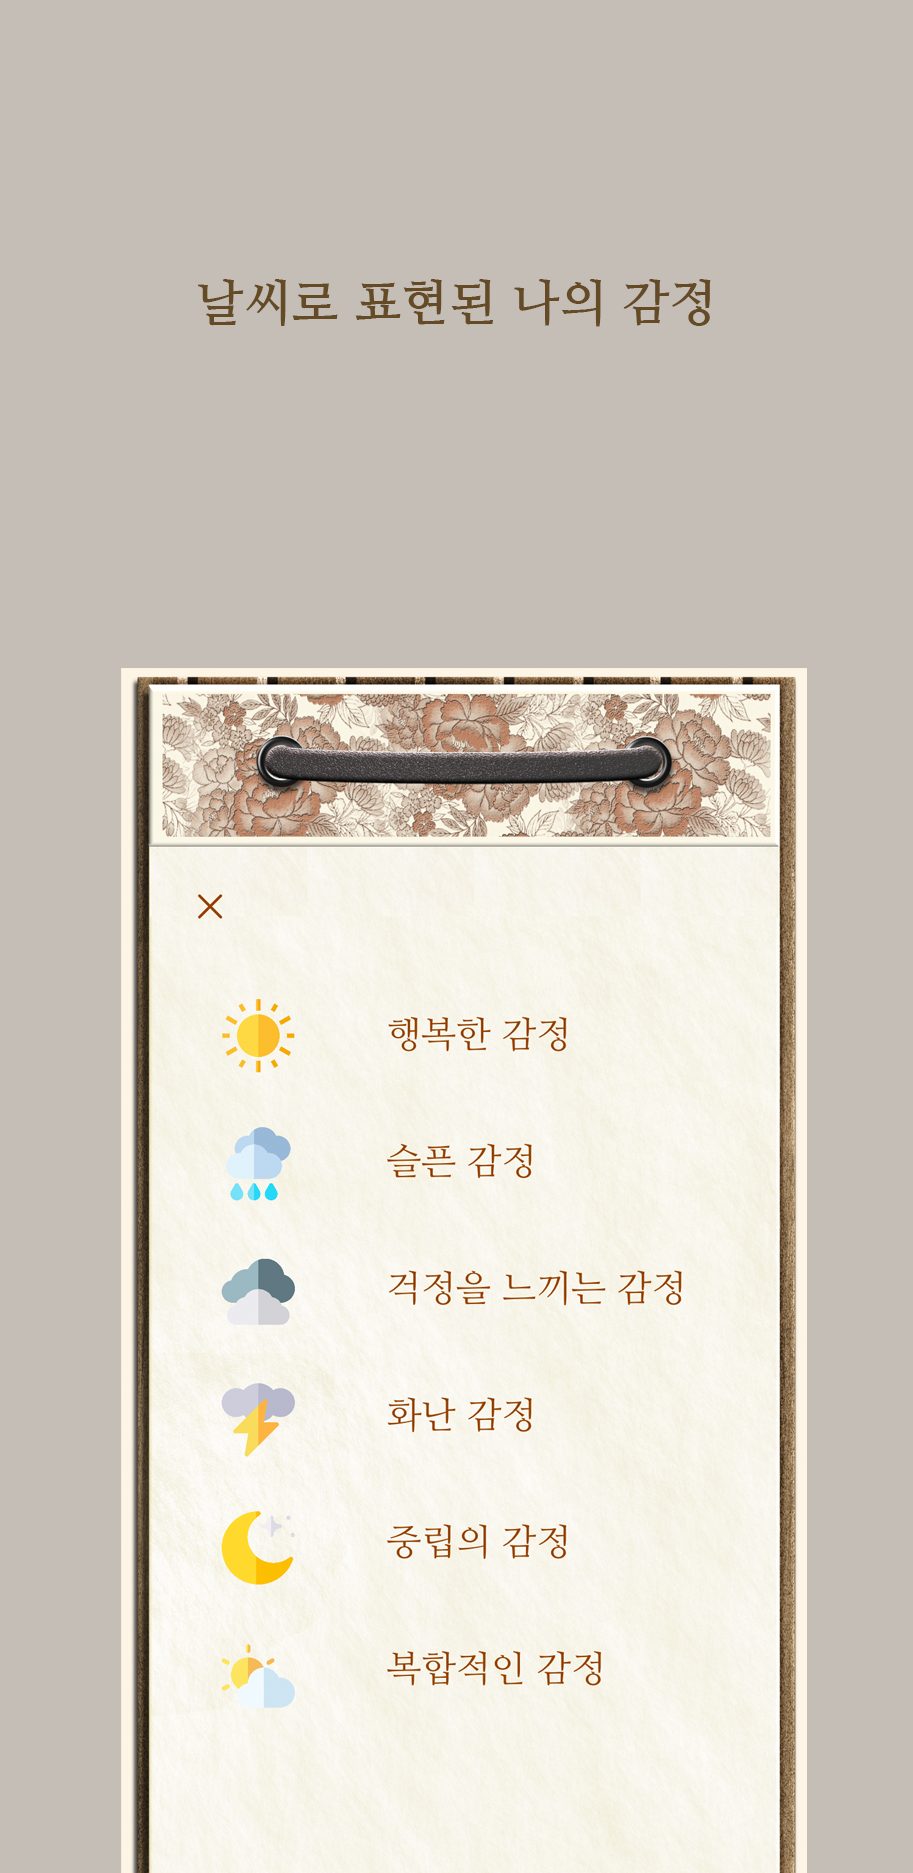 날씨로 표현된 나의 감정
행복한 감정
슬픈 감정
걱정을 느끼는 감정
화난 감정
중립의 감정
복합적인 감정